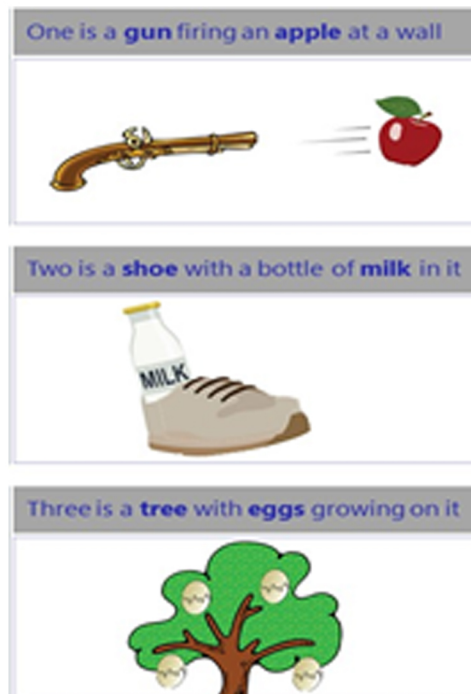 One is a gun firing an apple at a wall
Two is a shoe with a bottle of milk in it
MILK
Three is a tree with eggs growing on it